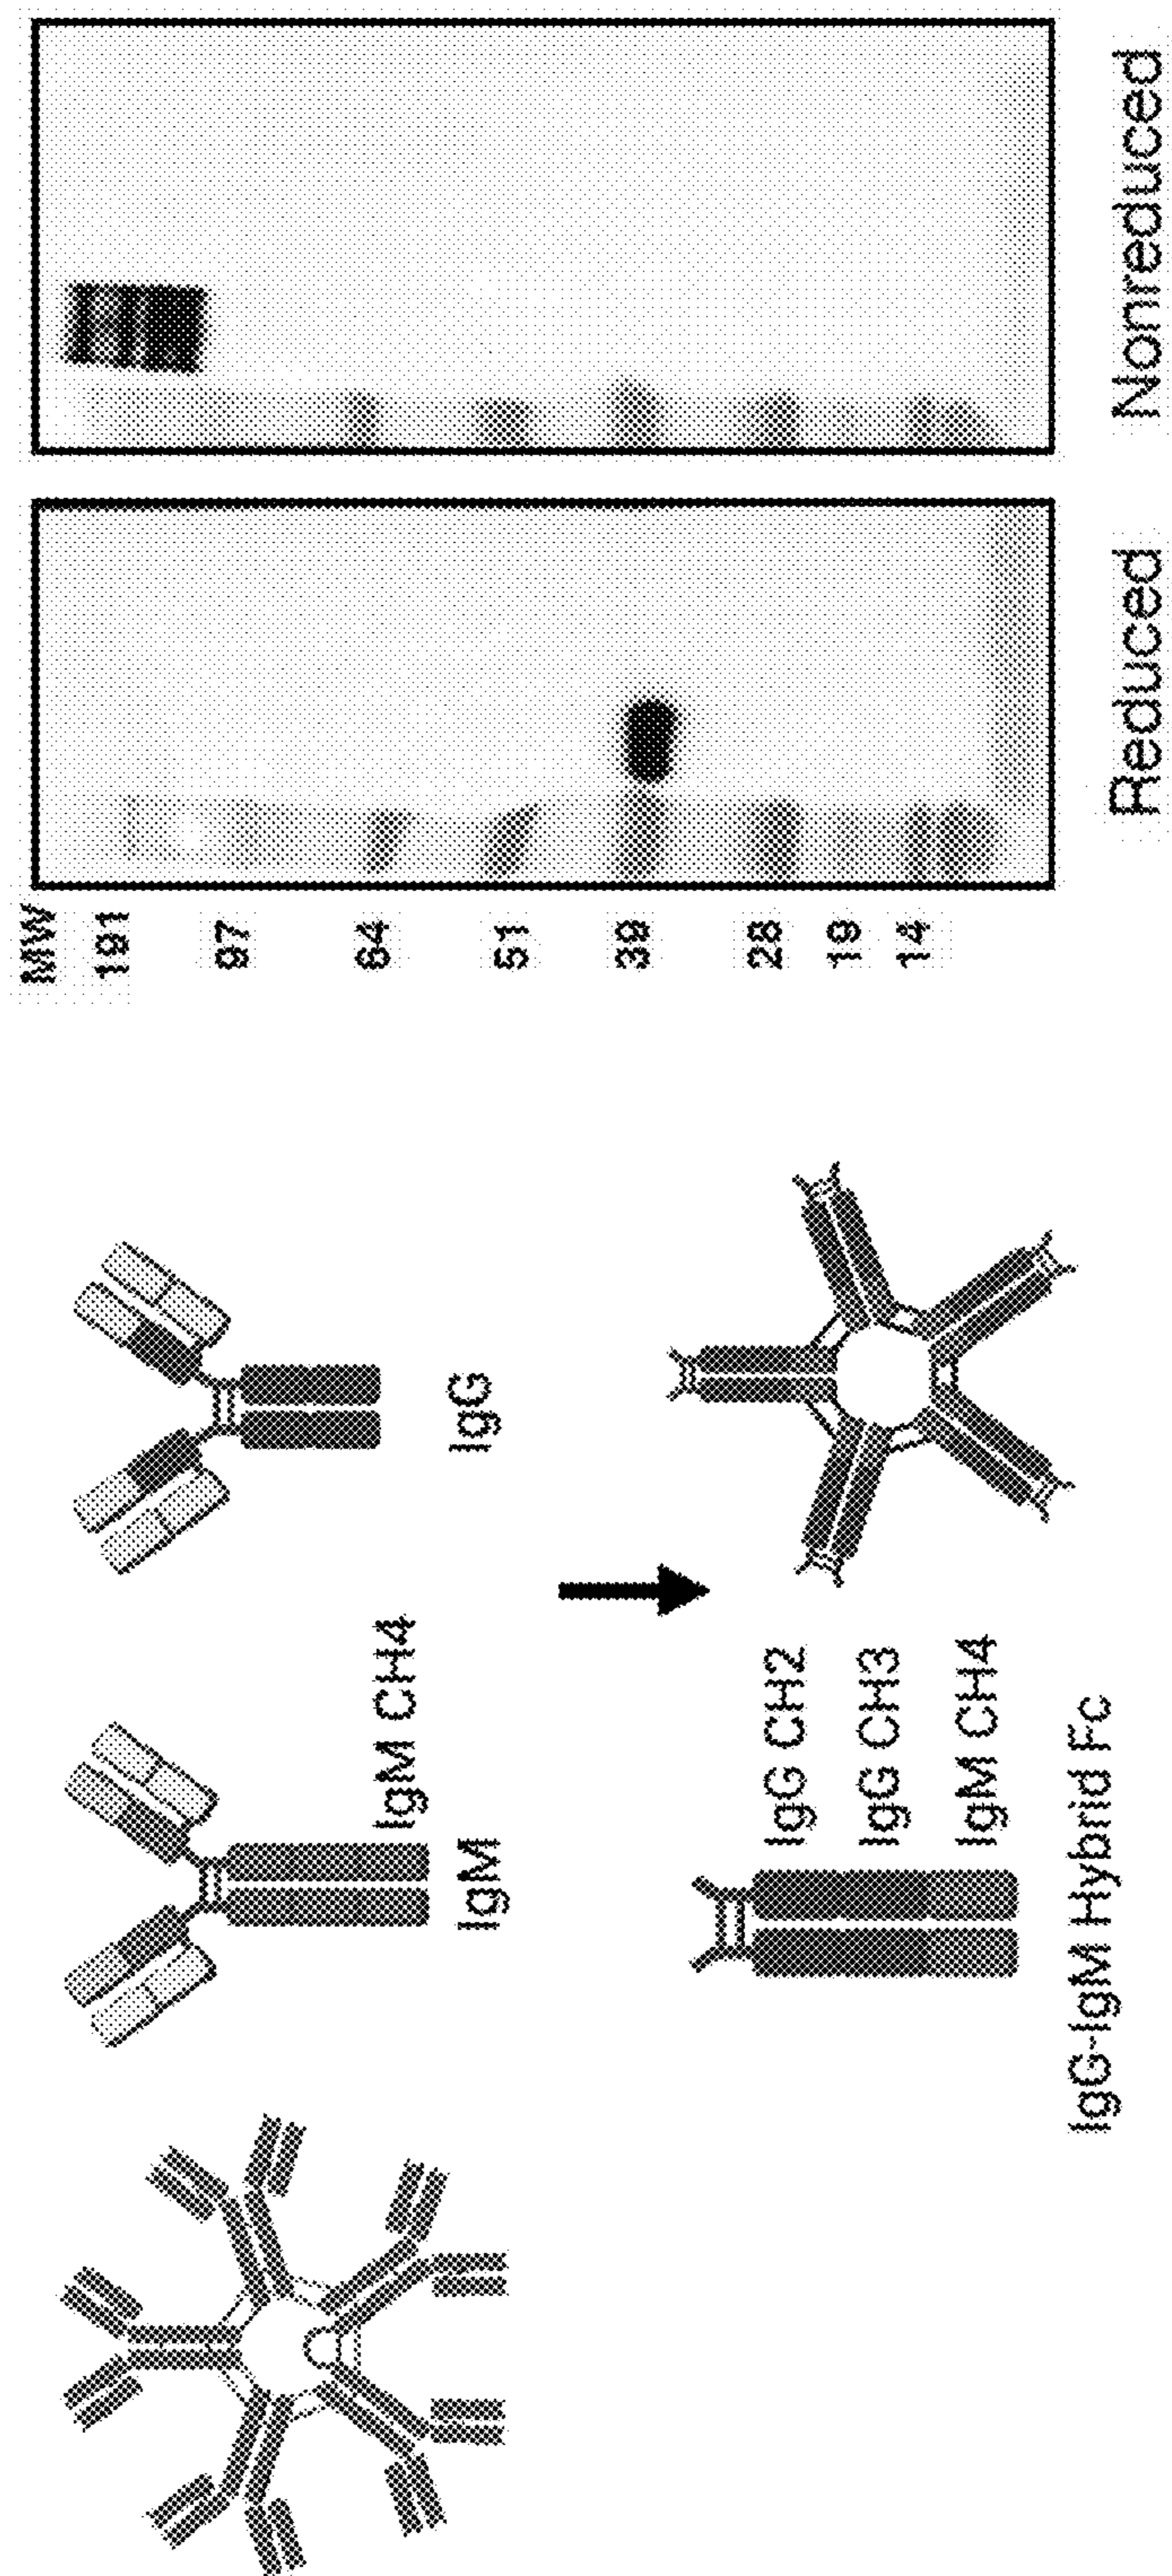 IgM
IgM CH4
IgG
IgG CH2
IgG CH3
IgM CH4
IgG-IgM Hybrid Fc
MW
191
97
64
51
39
28
19
14
Reduced
Nonreduced